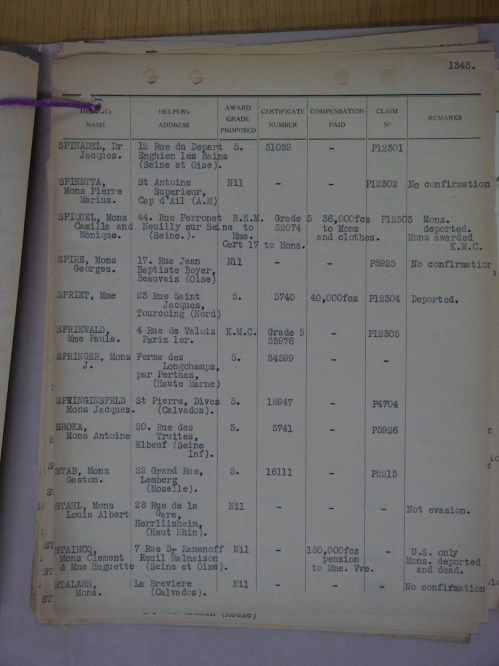 1343.
HELPER'S AWARD CERTIFICATE COMPENSATION CLAIM
NAME ADDRESS GRADE NUMBER PAID Nº REMARKS
PROPOSED
SPINADEL, Dr 12 Rue du Depart 5. 31039 - P12301
Jacques. Enghien les Bains
(Seine et Oise).
SPINETTA, St Antoine Nil - - P12302 No confirmation
Mons Pierre Superieur,
Marius. Cap d'Ail (A.M)
SPIQUEL, Mons 44. Rue Perronet B.E.M. Grade 5 36,000fcs P12303 Mons.
Camille and Neuilly sur Seine to 32074 to Mons deported.
Monique. (Seine.). Mme. and clothes. Mons awarded
Cert 17 to Mons. K.M.C.
SPIRE, Mons 17. Rue Jean Nil - - P5925 No confirmation
Georges. Baptiste Boyer,
Beauvais (Oise)
SPRIET, Mme 23 Rue Saint 5. 5740 40,000fcs P12304 Deported.
Jacques,
Tourcoing (Nord)
SPRIEWALD, 4 Rue de Valois K.M.C. Grade 5 - P12305
Mme Paula. Paris 1er. 33976
SPRINGER, Mons Ferme des 5. 34599 - -
J. Longchamps,
par Perthes,
(Haute Marne)
SPRINGINSFELD St Pierre, Dives 5. 18947 - P4704
Mons Jacques. (Calvados).
SROKA, 20. Rue des 5. 5741 - P5926
Mons Antoine Truites,
Elbeuf (Seine
Inf).
STAB, Mons 22 Grand Rue, 5. 16111 - P2215
Gaston. Lemberg
(Moselle).
STAHL, Mons 28 Rue de la Nil - - - Not evasion.
Louis Albert Gare,
Herrlisheim,
(Haut Rhin).
STAINCQ, 7 Rue Dr Zamanoff Nil - 150,000fcs - U.S. only
Mons Clement Reuil Malmaison pension Mons. deported
& Mme Huguette (Seine et Oise). to Mme. Vve. and dead.
STALAMS, La Breviere Nil - - - No confirmation
Mons. (Calvados).
(Meuse)